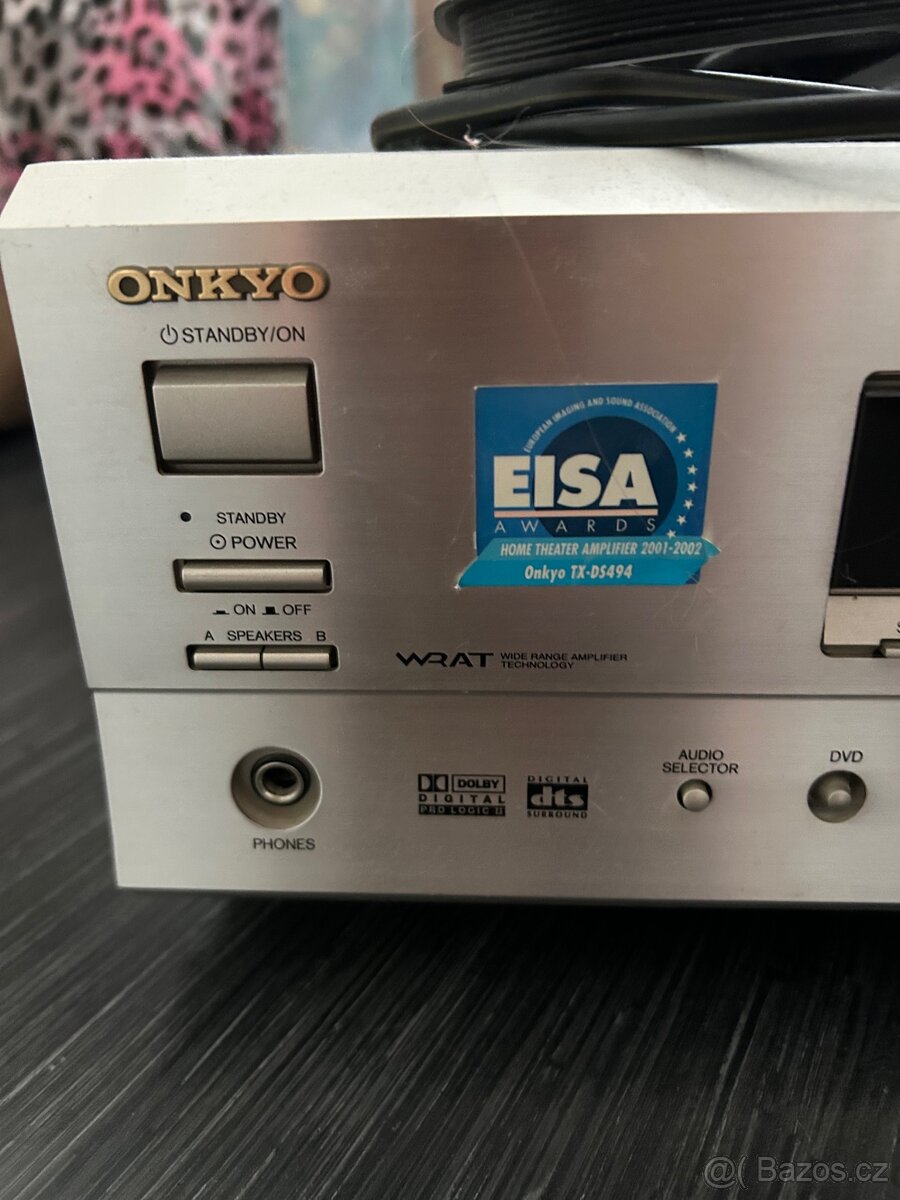 ONKYO
STANDBY/ON
EUROPEAN IMAGING AND SOUND ASSOCIATION
EISA
AWARDS
HOME THEATER AMPLIFIER 2001-2002
Onkyo TX-DS494
STANDBY
POWER
ON OFF
A SPEAKERS B
WRAT WIDE RANGE AMPLIFIER
TECHNOLOGY
AUDIO
SELECTOR
DVD
DOLBY
DIGITAL
PRO LOGIC II
DIGITAL
dts
SURROUND
PHONES
@( Bazos.cz